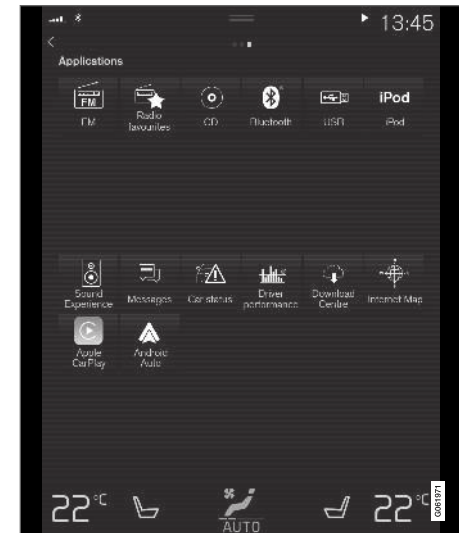 13:45
Applications
FM
iPod
FM
Radio
favourites
CD
Bluetooth
USB
iPod
Sound
Experience
Messages
Car status
Driver
performance
Download
Centre
Internet Map
Apple
CarPlay
Android
Auto
22°C
22°C
AUTO
G061971